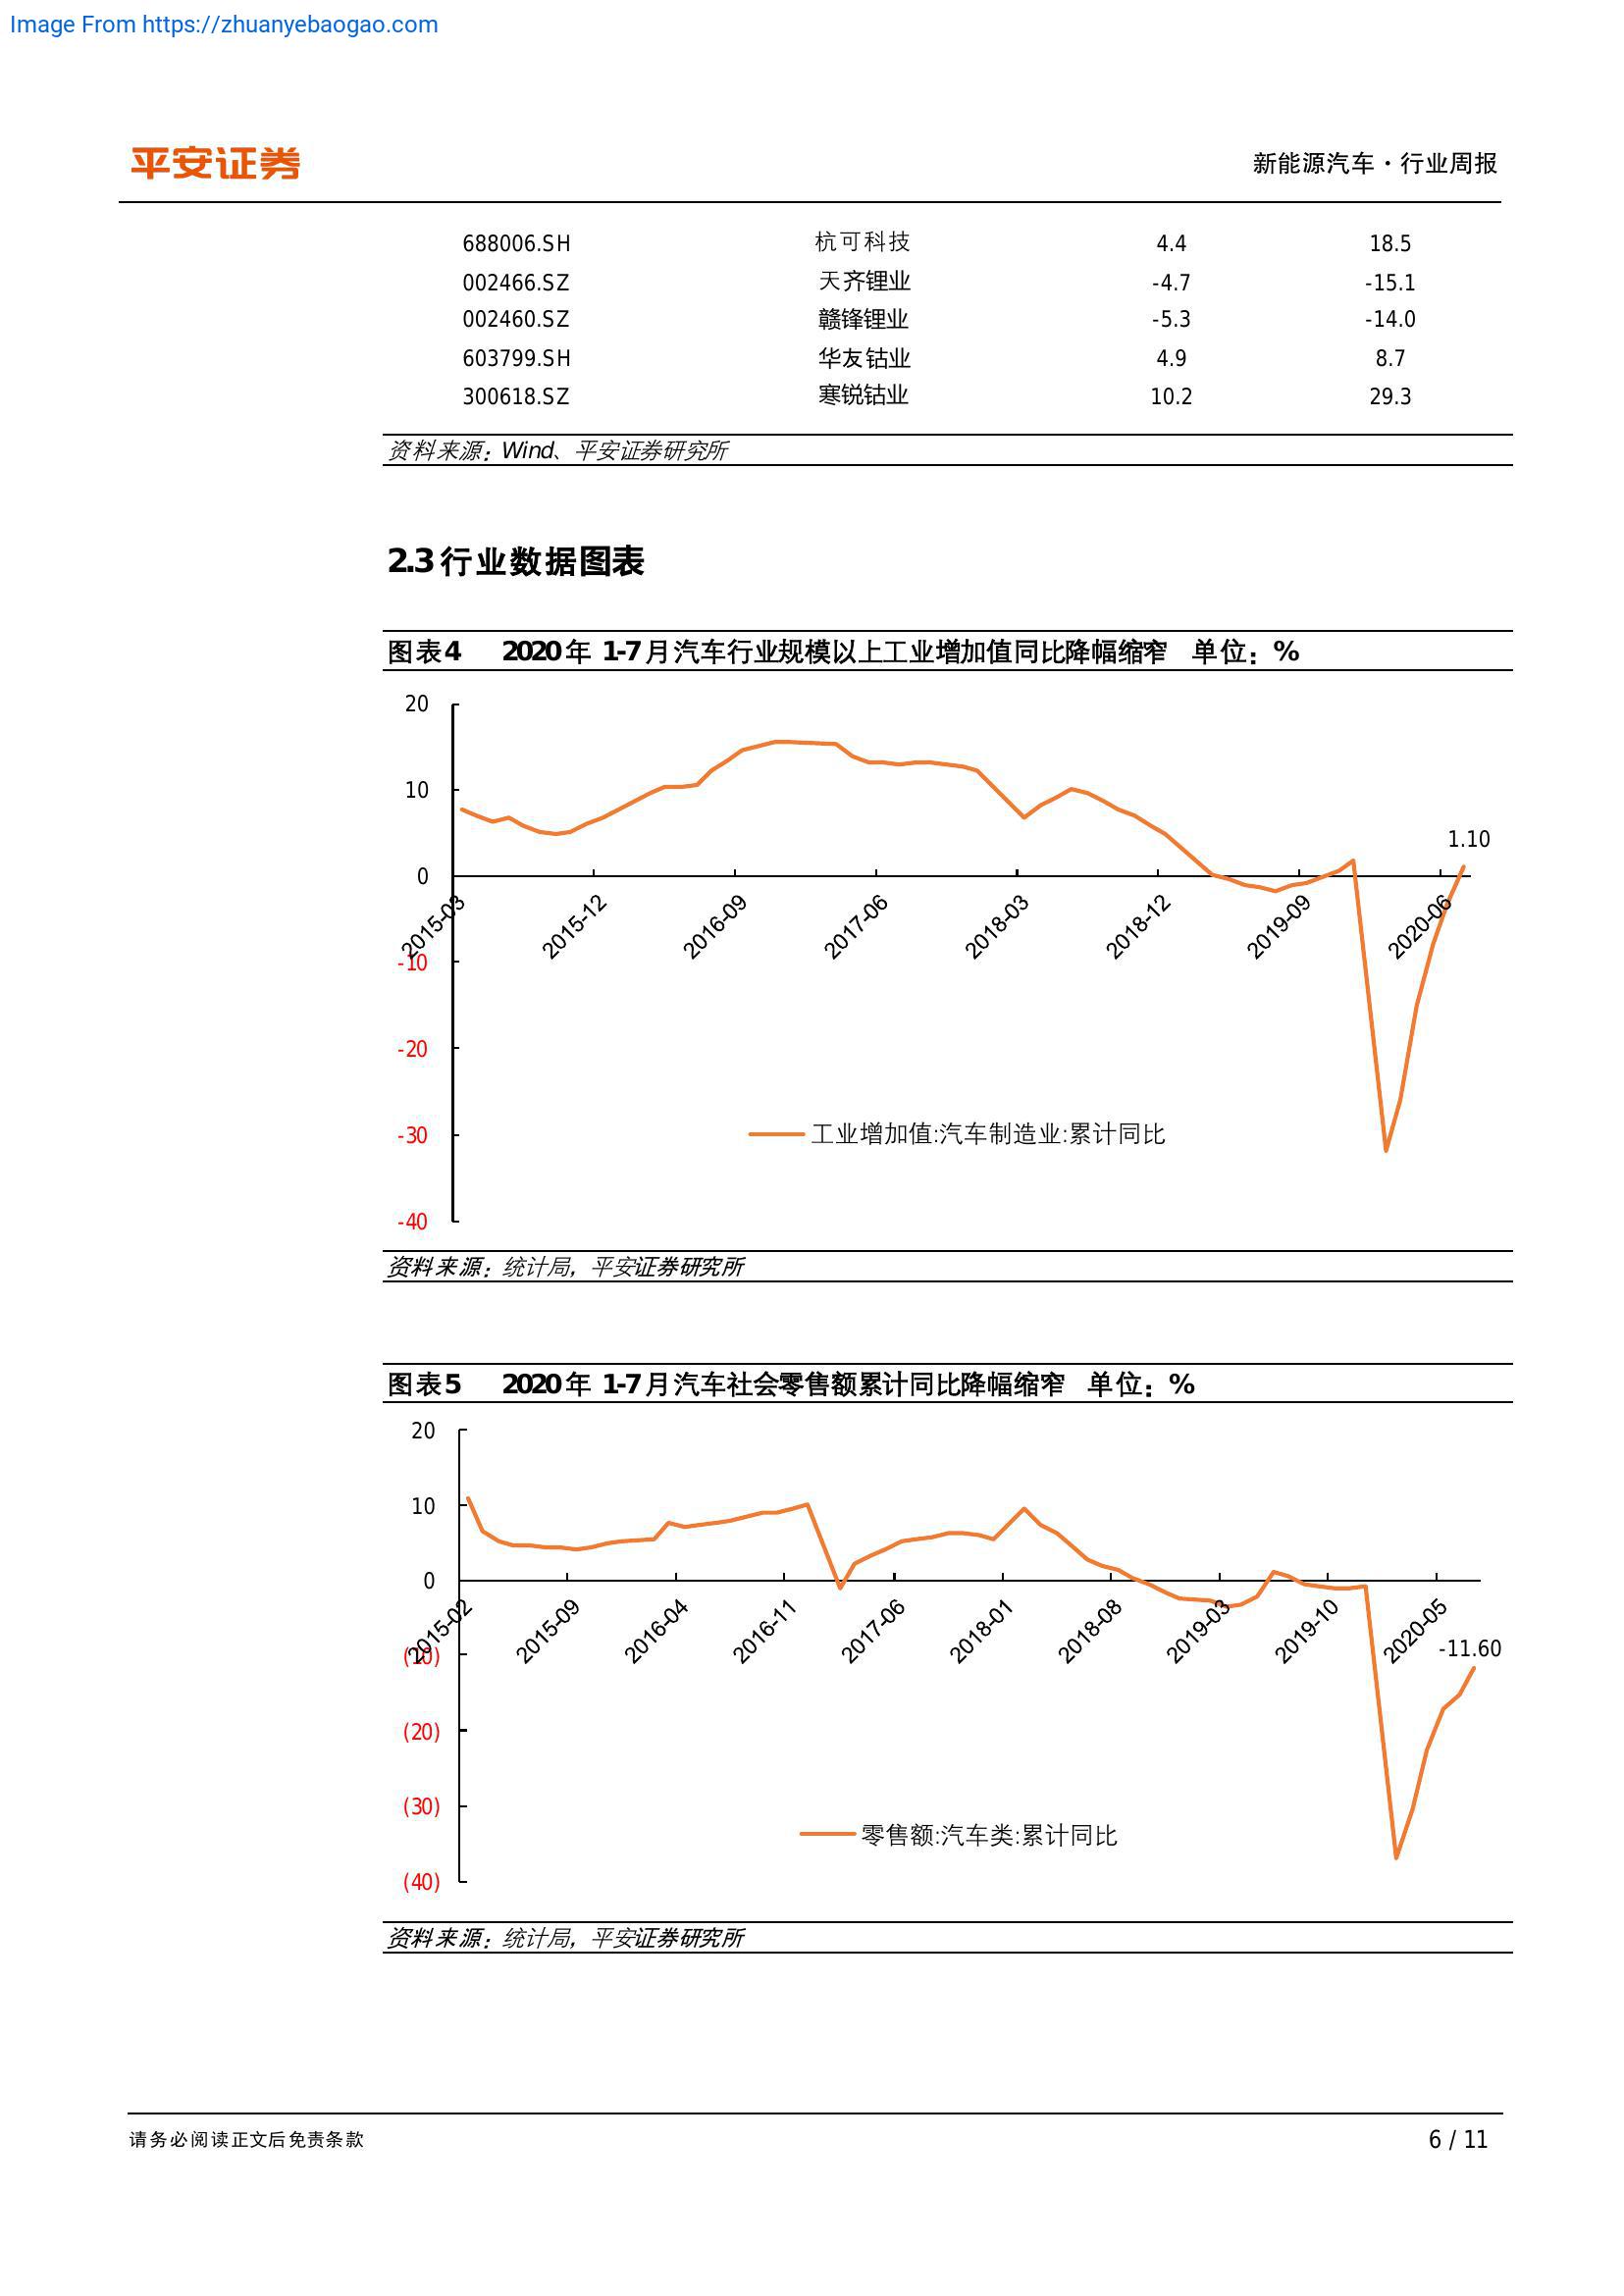 Image From https://zhuanyebaogao.com
平安证券
新能源汽车·行业周报
688006.SH 杭可科技 4.4 18.5
002466.SZ 天齐锂业 -4.7 -15.1
002460.SZ 赣锋锂业 -5.3 -14.0
603799.SH 华友钴业 4.9 8.7
300618.SZ 寒锐钴业 10.2 29.3
资料来源：Wind、平安证券研究所
2.3 行业数据图表
图表4 2020年 1-7月汽车行业规模以上工业增加值同比降幅缩窄 单位：%
20
10
0
-10
-20
-30
-40
1.10
2015-03 2015-12 2016-09 2017-06 2018-03 2018-12 2019-09 2020-06
工业增加值:汽车制造业:累计同比
资料来源：统计局，平安证券研究所
图表5 2020年 1-7月汽车社会零售额累计同比降幅缩窄 单位：%
20
10
0
(10)
(20)
(30)
(40)
2015-02 2015-09 2016-04 2016-11 2017-06 2018-01 2018-08 2019-03 2019-10 2020-05
-11.60
零售额:汽车类:累计同比
资料来源：统计局，平安证券研究所
请务必阅读正文后免责条款
6 / 11